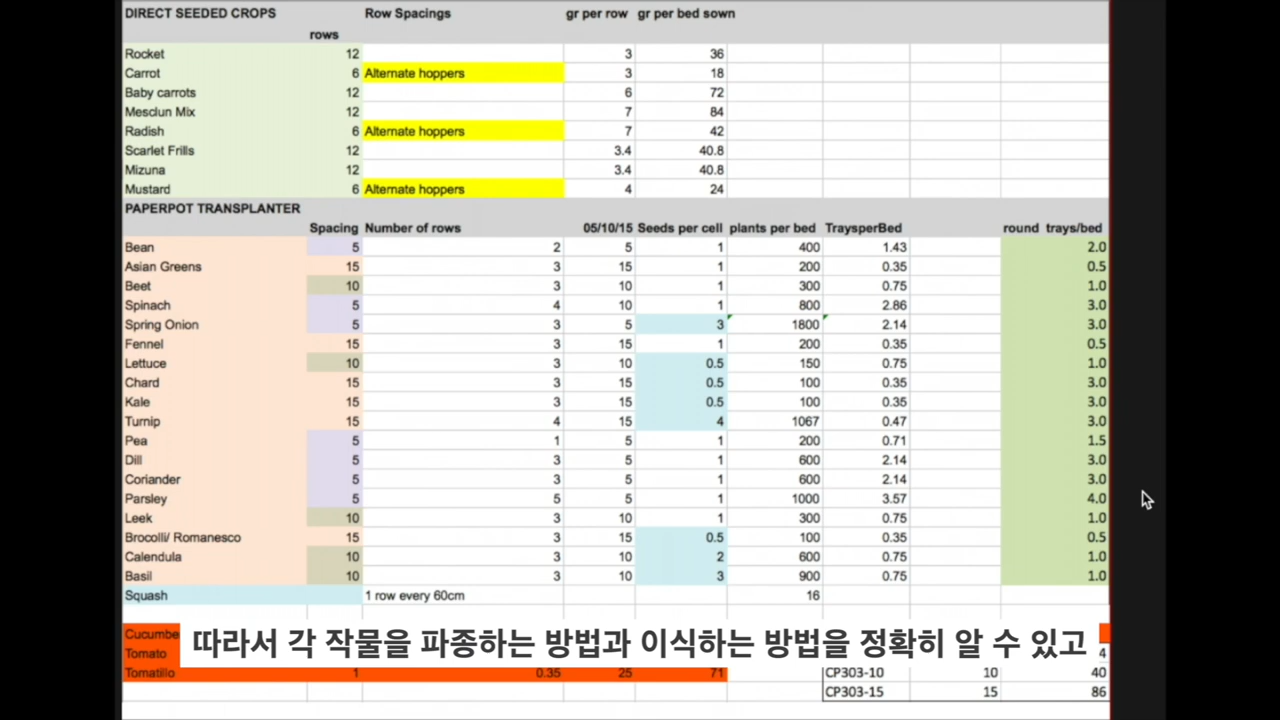 DIRECT SEEDED CROPS Row Spacings gr per row gr per bed sown
rows
Rocket 12 3 36
Carrot 6 Alternate hoppers 3 18
Baby carrots 12 6 72
Mesclun Mix 12 7 84
Radish 6 Alternate hoppers 7 42
Scarlet Frills 12 3.4 40.8
Mizuna 12 3.4 40.8
Mustard 6 Alternate hoppers 4 24
PAPERPOT TRANSPLANTER
Spacing Number of rows 05/10/15 Seeds per cell plants per bed TraysperBed round trays/bed
Bean 5 2 5 1 400 1.43 2.0
Asian Greens 15 3 15 1 200 0.35 0.5
Beet 10 3 10 1 300 0.75 1.0
Spinach 5 4 10 1 800 2.86 3.0
Spring Onion 5 3 5 3 1800 2.14 3.0
Fennel 15 3 15 1 200 0.35 0.5
Lettuce 10 3 10 0.5 150 0.75 1.0
Chard 15 3 15 0.5 100 0.35 3.0
Kale 15 3 15 0.5 100 0.35 3.0
Turnip 15 4 15 4 1067 0.47 3.0
Pea 5 1 5 1 200 0.71 1.5
Dill 5 3 5 1 600 2.14 3.0
Coriander 5 3 5 1 600 2.14 3.0
Parsley 5 5 5 1 1000 3.57 4.0
Leek 10 3 10 1 300 0.75 1.0
Brocolli/ Romanesco 15 3 15 0.5 100 0.35 0.5
Calendula 10 3 10 2 600 0.75 1.0
Basil 10 3 10 3 900 0.75 1.0
Squash 1 row every 60cm 16
Cucumbe
따라서 각 작물을 파종하는 방법과 이식하는 방법을 정확히 알 수 있고
Tomato 4
Tomatillo 1 0.35 25 71 CP303-10 10 40
CP303-15 15 86